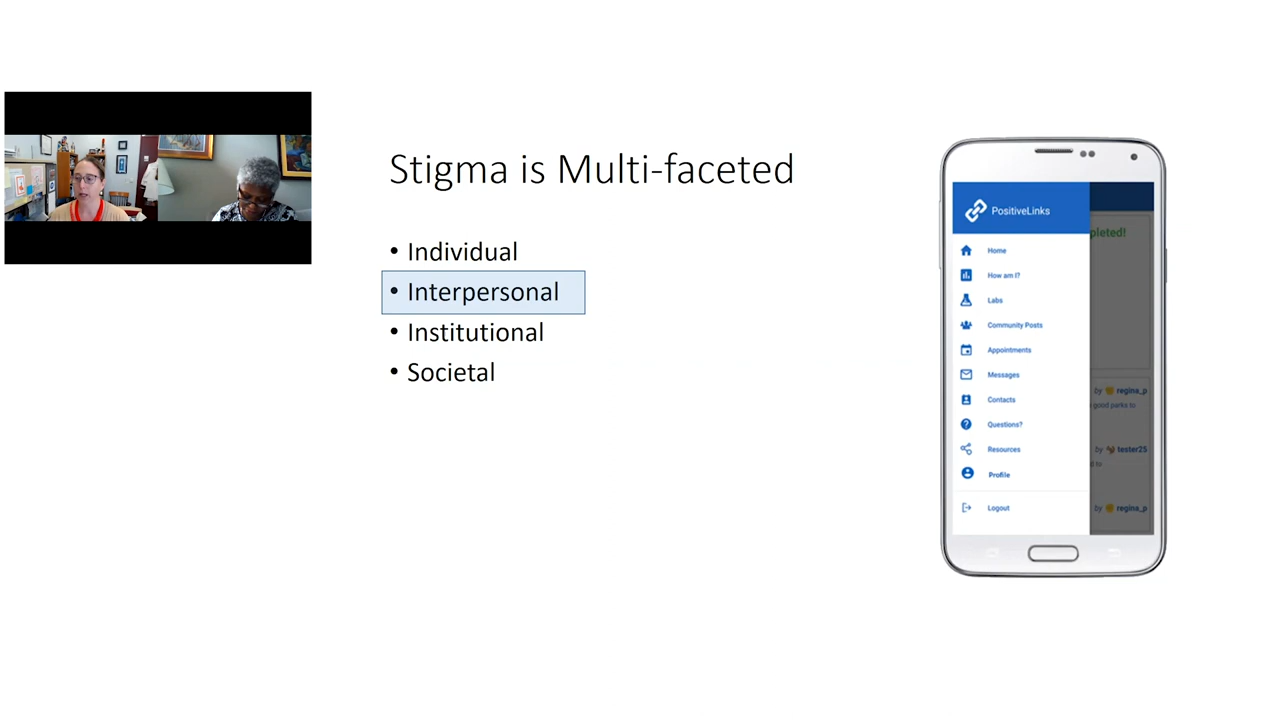 Stigma is Multi-faceted
• Individual
• Interpersonal
• Institutional
• Societal
PositiveLinks
Home
How am I?
Labs
Community Posts
Appointments
Messages
Contacts
Questions?
Resources
Profile
Logout
pleted!
by regina_p
good parks to
by tester25
d to
by regina_p